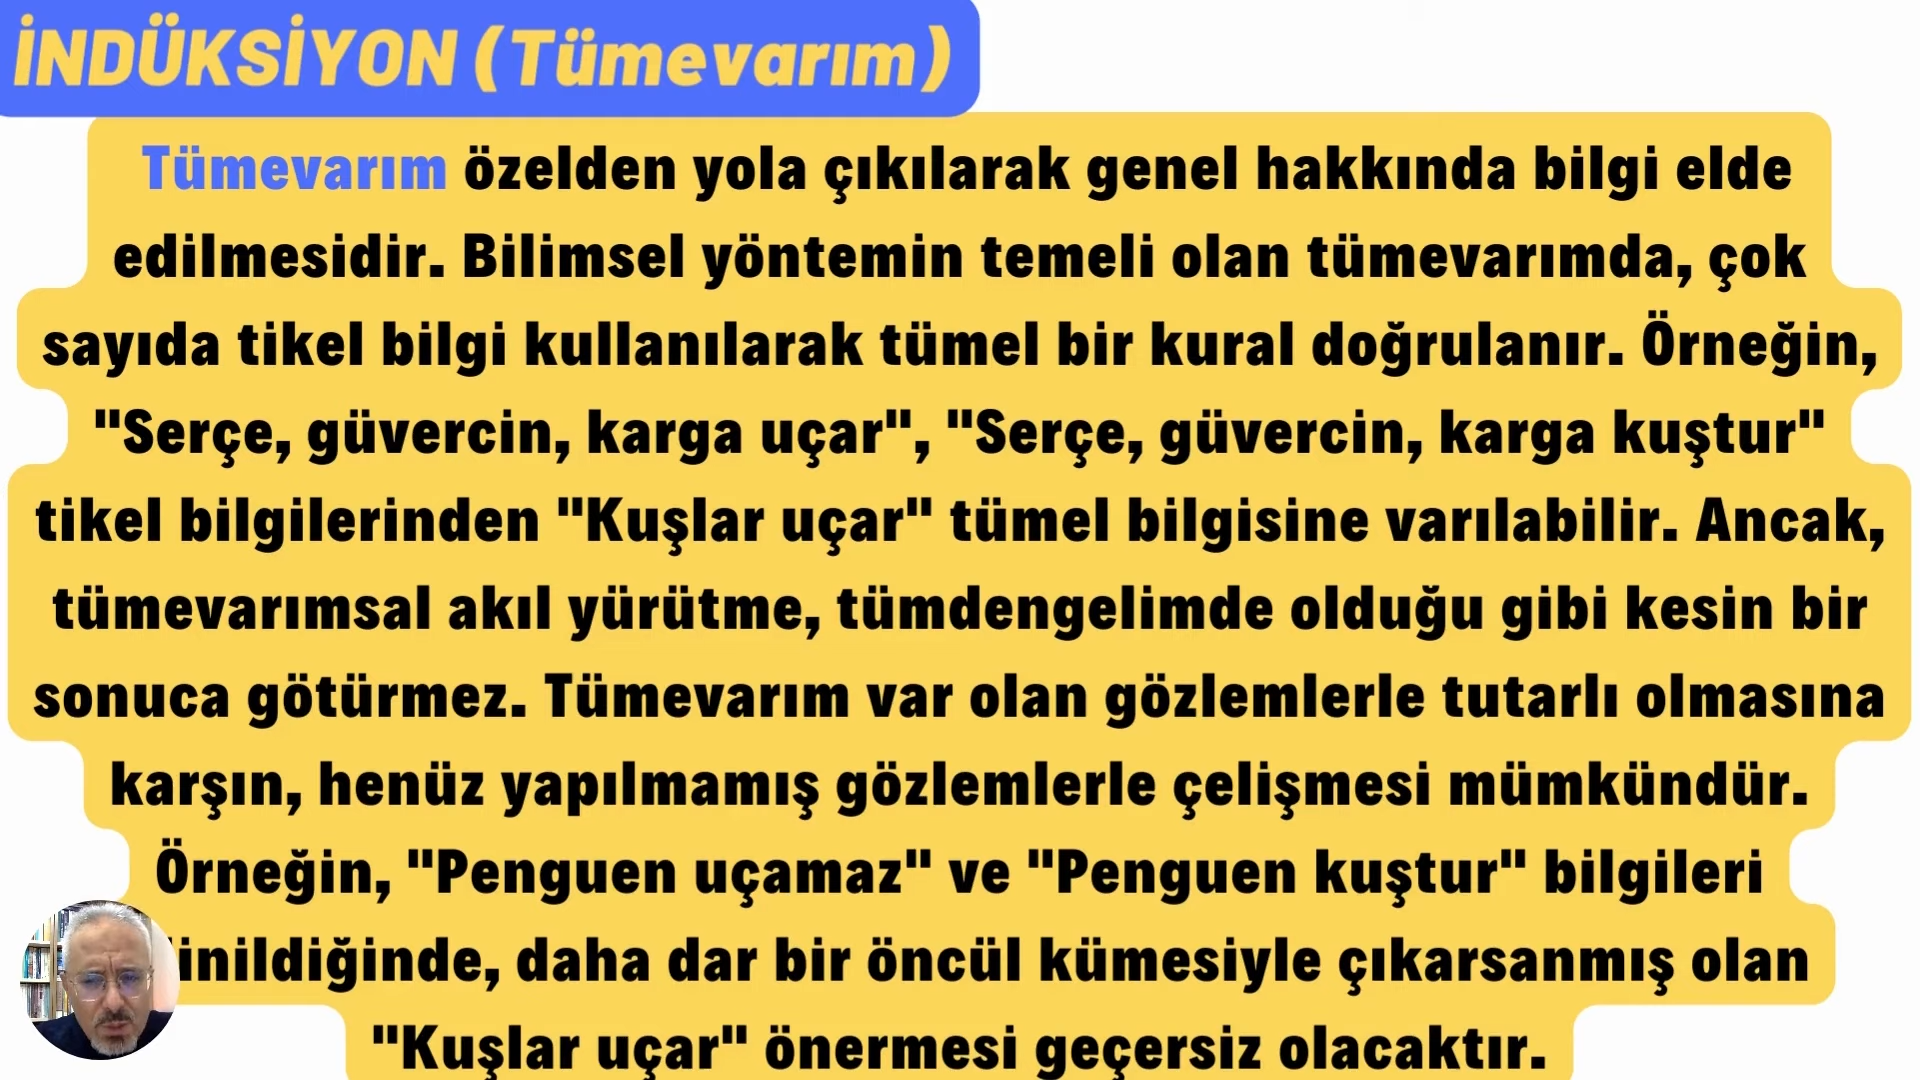 İNDÜKSİYON (Tümevarım)
Tümevarım özelden yola çıkılarak genel hakkında bilgi elde
edilmesidir. Bilimsel yöntemin temeli olan tümevarımda, çok
sayıda tikel bilgi kullanılarak tümel bir kural doğrulanır. Örneğin,
"Serçe, güvercin, karga uçar", "Serçe, güvercin, karga kuştur"
tikel bilgilerinden "Kuşlar uçar" tümel bilgisine varılabilir. Ancak,
tümevarımsal akıl yürütme, tümdengelimde olduğu gibi kesin bir
sonuca götürmez. Tümevarım var olan gözlemlerle tutarlı olmasına
karşın, henüz yapılmamış gözlemlerle çelişmesi mümkündür.
Örneğin, "Penguen uçamaz" ve "Penguen kuştur" bilgileri
daha dar bir öncül kümesiyle çıkarsanmış olan
"Kuşlar uçar" önermesi geçersiz olacaktır.